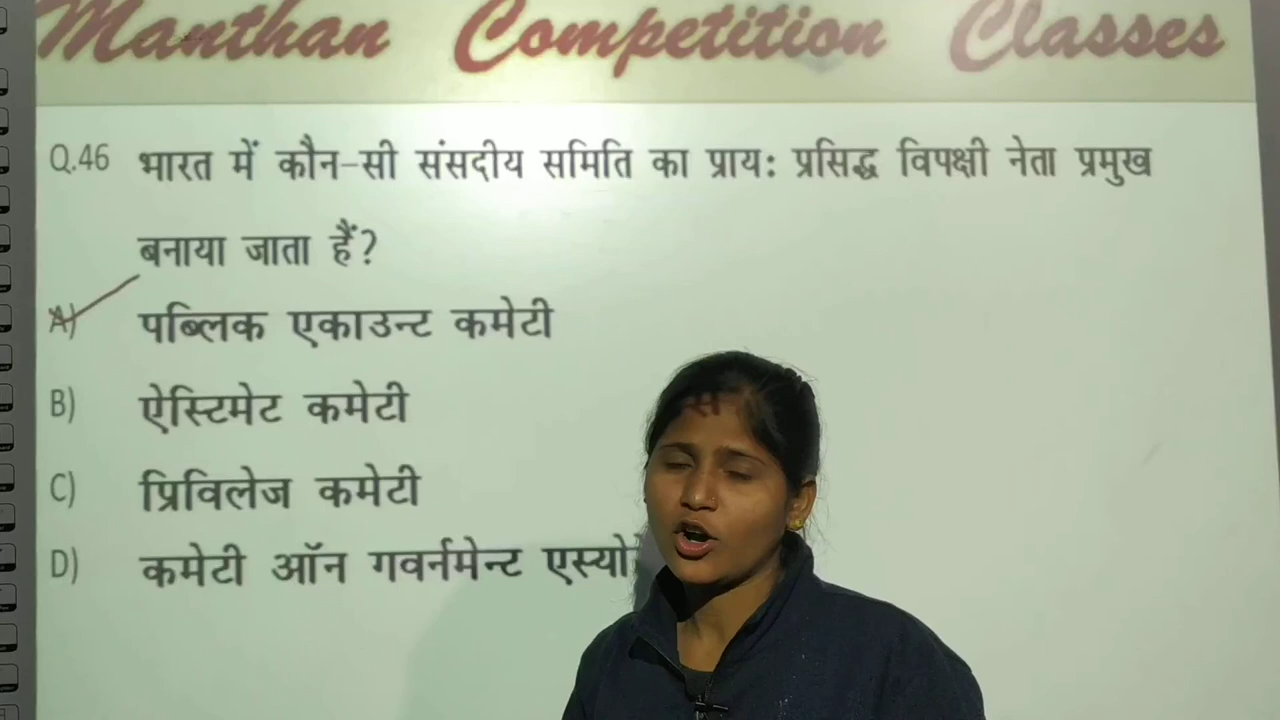 Manthan Competition Classes
Q.46 भारत में कौन-सी संसदीय समिति का प्राय: प्रसिद्ध विपक्षी नेता प्रमुख
बनाया जाता हैं?
A) पब्लिक एकाउन्ट कमेटी
B) ऐस्टिमेट कमेटी
C) प्रिविलेज कमेटी
D) कमेटी ऑन गवर्नमेन्ट